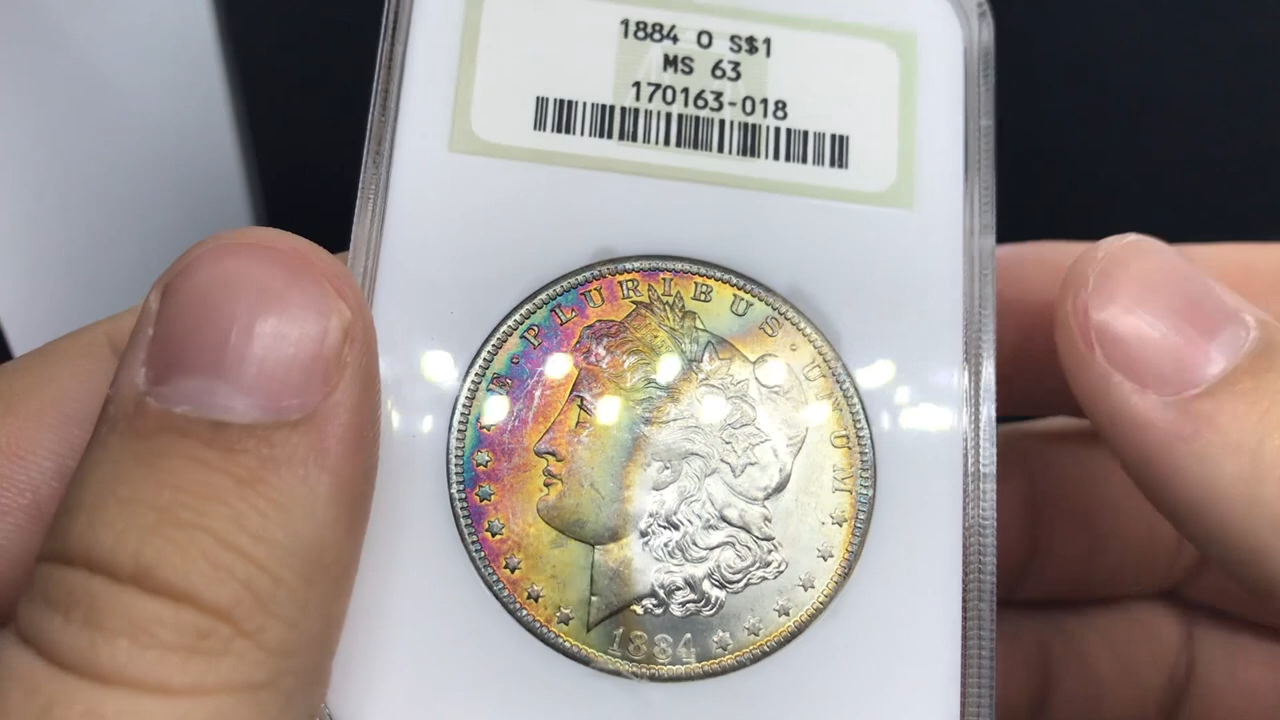 1884 O S$1
MS 63
170163-018
E·PLURIBUS·UNUM
1884